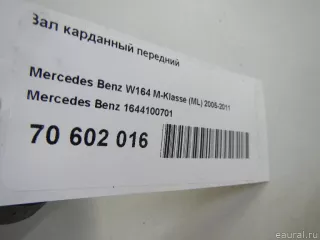 Вал карданный передний
Mercedes Benz W164 M-Klasse (ML) 2005-2011
Mercedes Benz 1644100701
70 602 016
eaural.ru/